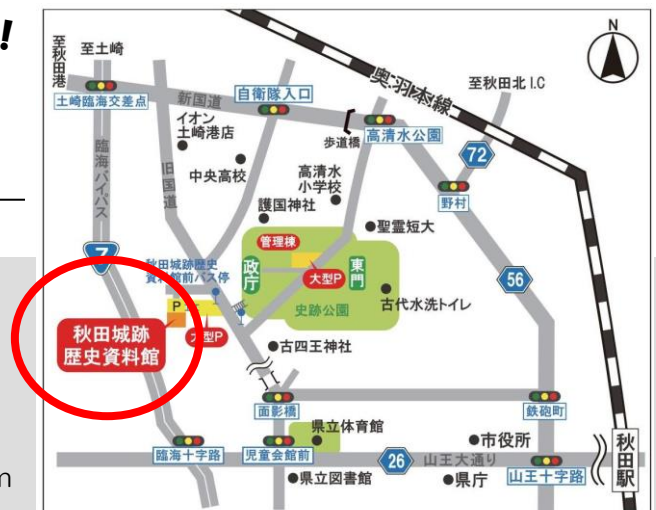 !
N
至秋田港
至土崎
奥羽本線
至秋田北I.C
土崎臨海交差点
新国道
自衛隊入口
イオン
土崎港店
歩道橋
高清水公園
臨海バイパス
旧国道
中央高校
高清水
小学校
72
野村
護国神社
聖霊短大
管理棟
7
秋田城跡歴史
資料館前バス停
政庁
大型P
東門
56
P
大型P
史跡公園
古代水洗トイレ
秋田城跡
歴史資料館
古四王神社
面影橋
鉄砲町
県立体育館
市役所
秋田駅
臨海十字路
児童会館前
26
山王大通り
山王十字路
県立図書館
県庁
m